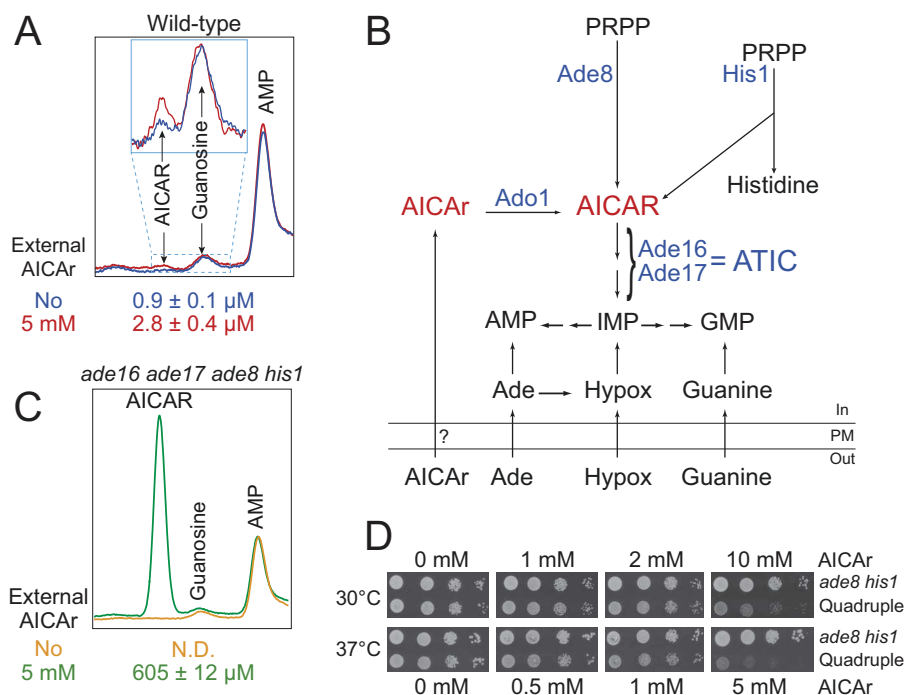 A
Wild-type
AICAR
Guanosine
AMP
External
AICAr
No
0.9 ± 0.1 µM
5 mM
2.8 ± 0.4 µM
B
PRPP
PRPP
Ade8
His1
Histidine
AICAr
Ado1
AICAR
Ade16
Ade17
= ATIC
AMP
IMP
GMP
Ade
Hypox
Guanine
In
?
PM
Out
AICAr
Ade
Hypox
Guanine
C
ade16 ade17 ade8 his1
AICAR
Guanosine
AMP
External
AICAr
No
N.D.
5 mM
605 ± 12 µM
D
0 mM 1 mM 2 mM 10 mM AICAr
30°C
ade8 his1
Quadruple
37°C
ade8 his1
Quadruple
0 mM 0.5 mM 1 mM 5 mM AICAr